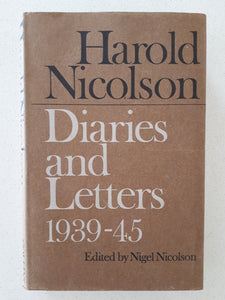 Harold
Nicolson
Diaries
and
Letters
1939-45
Edited by Nigel Nicolson